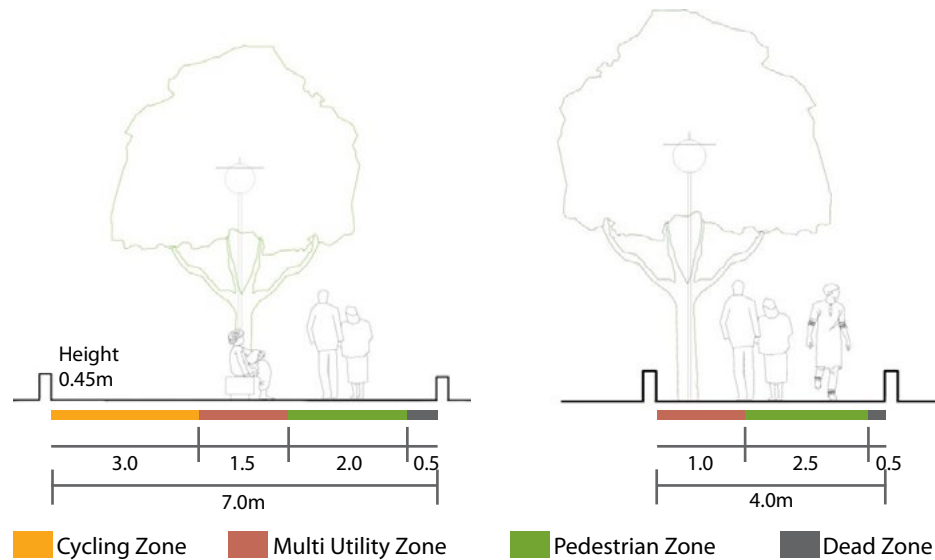 Height
0.45m
3.0 1.5 2.0 0.5
7.0m
1.0 2.5 0.5
4.0m
Cycling Zone Multi Utility Zone Pedestrian Zone Dead Zone